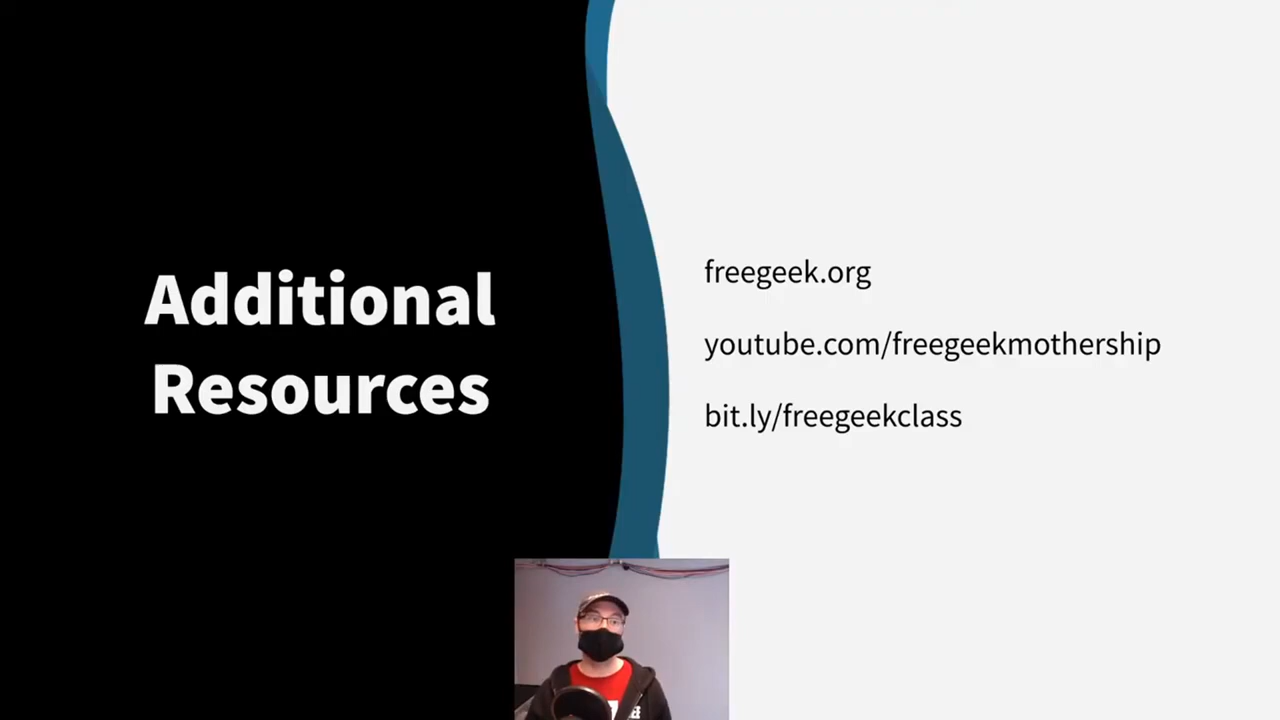 Additional
Resources
freegeek.org
youtube.com/freegeekmothership
bit.ly/freegeekclass